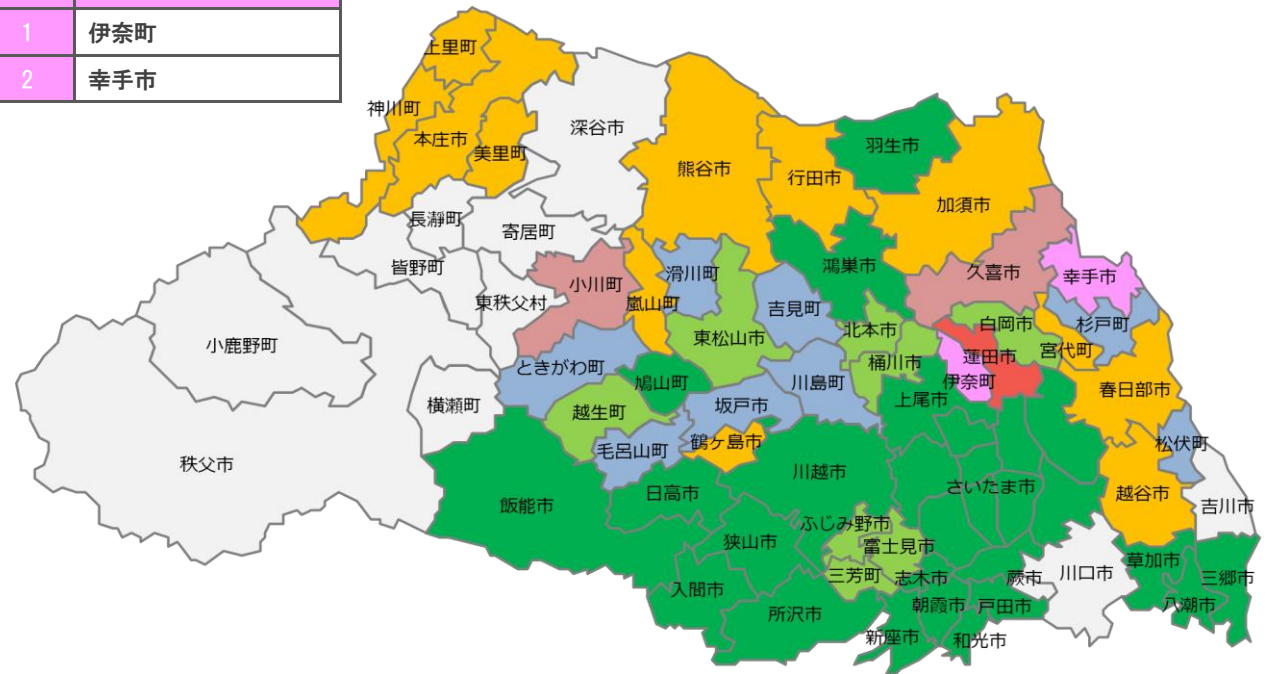 1 伊奈町
2 幸手市
上里町
神川町
本庄市
美里町
深谷市
熊谷市
行田市
羽生市
加須市
長瀞町
寄居町
皆野町
東秩父村
小川町
嵐山町
滑川町
吉見町
鴻巣市
久喜市
幸手市
小鹿野町
東松山市
北本市
白岡市
杉戸町
宮代町
ときがわ町
鳩山町
川島町
桶川市
蓮田市
伊奈町
上尾市
春日部市
横瀬町
越生町
坂戸市
毛呂山町
鶴ヶ島市
松伏町
秩父市
飯能市
日高市
川越市
さいたま市
越谷市
吉川市
狭山市
ふじみ野市
富士見市
三芳町
志木市
蕨市
川口市
草加市
三郷市
八潮市
入間市
所沢市
朝霞市
戸田市
新座市
和光市